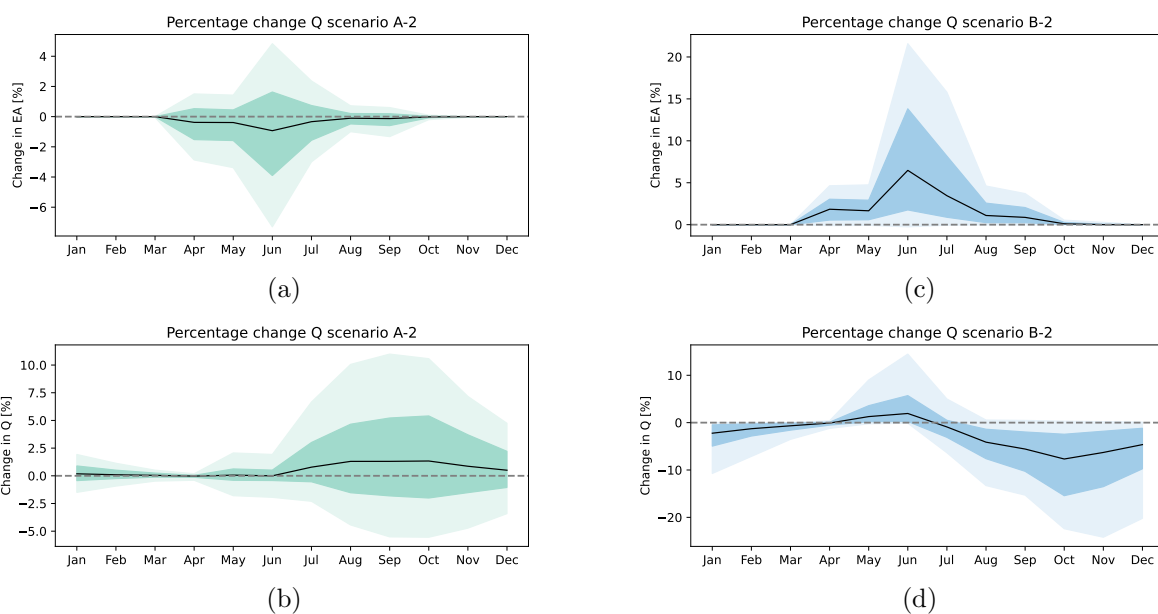 Percentage change Q scenario A-2
Change in EA [%]
4
2
0
−2
−4
−6
Jan Feb Mar Apr May Jun Jul Aug Sep Oct Nov Dec
(a)
Percentage change Q scenario B-2
Change in EA [%]
20
15
10
5
0
Jan Feb Mar Apr May Jun Jul Aug Sep Oct Nov Dec
(c)
Percentage change Q scenario A-2
Change in Q [%]
10.0
7.5
5.0
2.5
0.0
−2.5
−5.0
Jan Feb Mar Apr May Jun Jul Aug Sep Oct Nov Dec
(b)
Percentage change Q scenario B-2
Change in Q [%]
10
0
−10
−20
Jan Feb Mar Apr May Jun Jul Aug Sep Oct Nov Dec
(d)